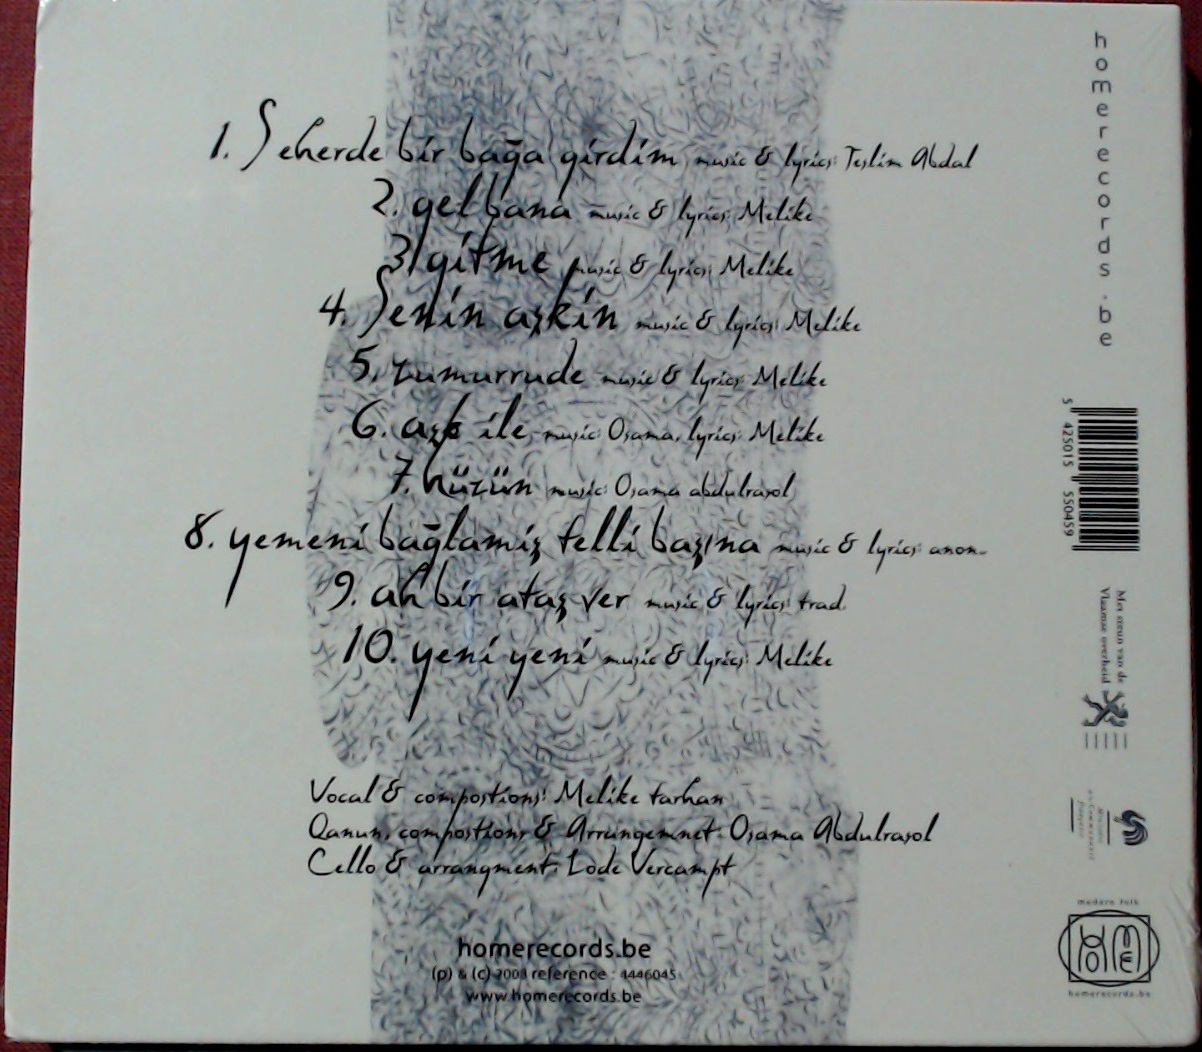 1. Seherde bir bağa girdim music & lyrics: Teslim Abdal
2. gel bana music & lyrics: Melike
3. gitme music & lyrics: Melike
4. Senin aşkin music & lyrics: Melike
5. zumurrude music & lyrics: Melike
6. aşk ile music: Osama, lyrics: Melike
7. hüzün music: Osama abdulrasol
8. yemeni bağlamiş telli başına music & lyrics: anon.
9. ah bir ataş ver music & lyrics: trad.
10. yeni yeni music & lyrics: Melike
Vocal & compostions: Melike tarhan
Qanun, compostions & Arrangemnet: Osama Abdulrasol
Cello & arrangment: Lode Vercampt
homerecords.be
(p) & (c) 2008 reference : 4446045
www.homerecords.be
homerecords.be
5 425015 550459
Met steun van de
Vlaamse overheid
modern folk
HOME
homerecords.be